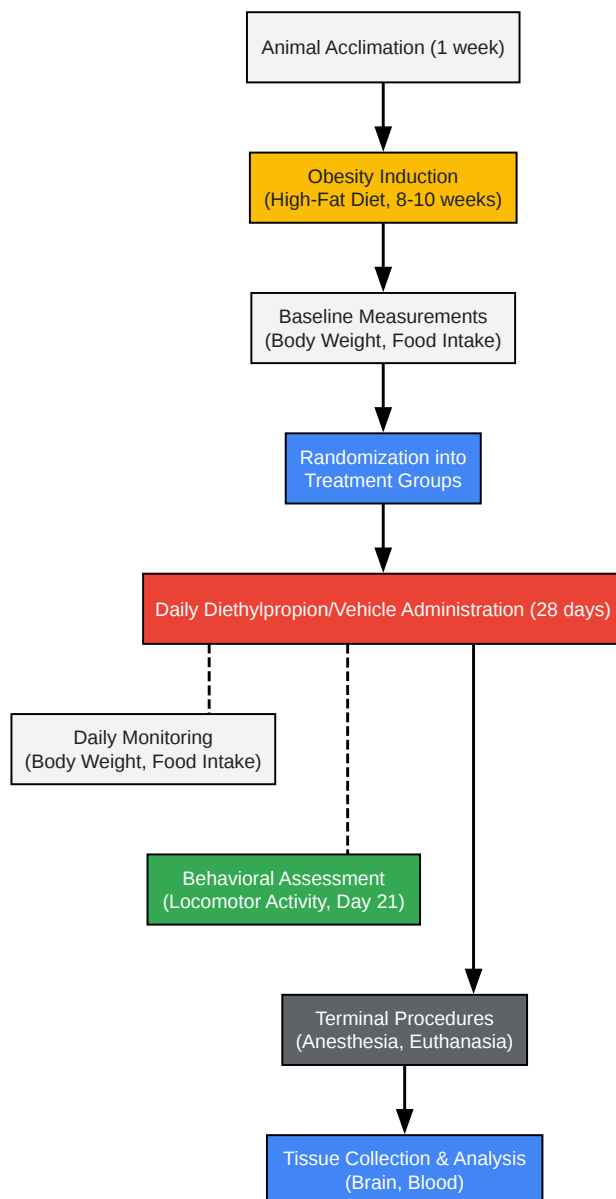 Animal Acclimation (1 week)
Obesity Induction
(High-Fat Diet, 8-10 weeks)
Baseline Measurements
(Body Weight, Food Intake)
Randomization into
Treatment Groups
Daily Diethylpropion/Vehicle Administration (28 days)
Daily Monitoring
(Body Weight, Food Intake)
Behavioral Assessment
(Locomotor Activity, Day 21)
Terminal Procedures
(Anesthesia, Euthanasia)
Tissue Collection & Analysis
(Brain, Blood)